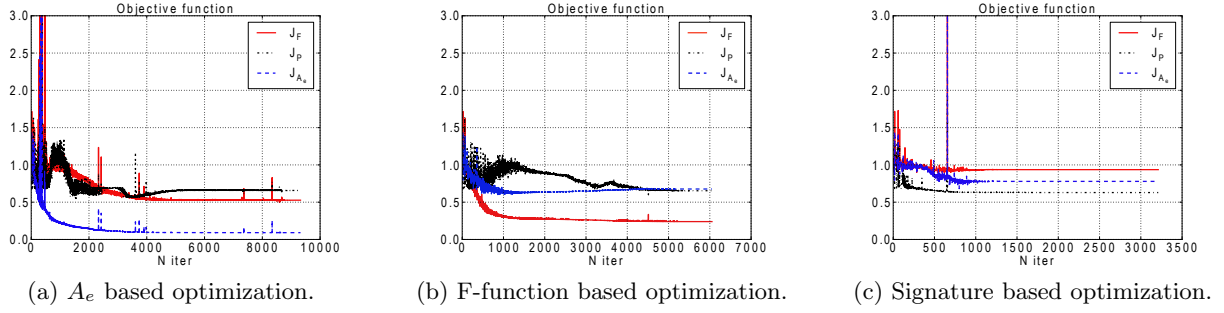 Objective function
3.0
2.5
2.0
1.5
1.0
0.5
0.0
0 2000 4000 6000 8000 10000
N iter
J_F
J_P
J_{A_e}
(a) A_e based optimization.
Objective function
3.0
2.5
2.0
1.5
1.0
0.5
0.0
0 1000 2000 3000 4000 5000 6000 7000
N iter
J_F
J_P
J_{A_e}
(b) F-function based optimization.
Objective function
3.0
2.5
2.0
1.5
1.0
0.5
0.0
0 500 1000 1500 2000 2500 3000 3500
N iter
J_F
J_P
J_{A_e}
(c) Signature based optimization.